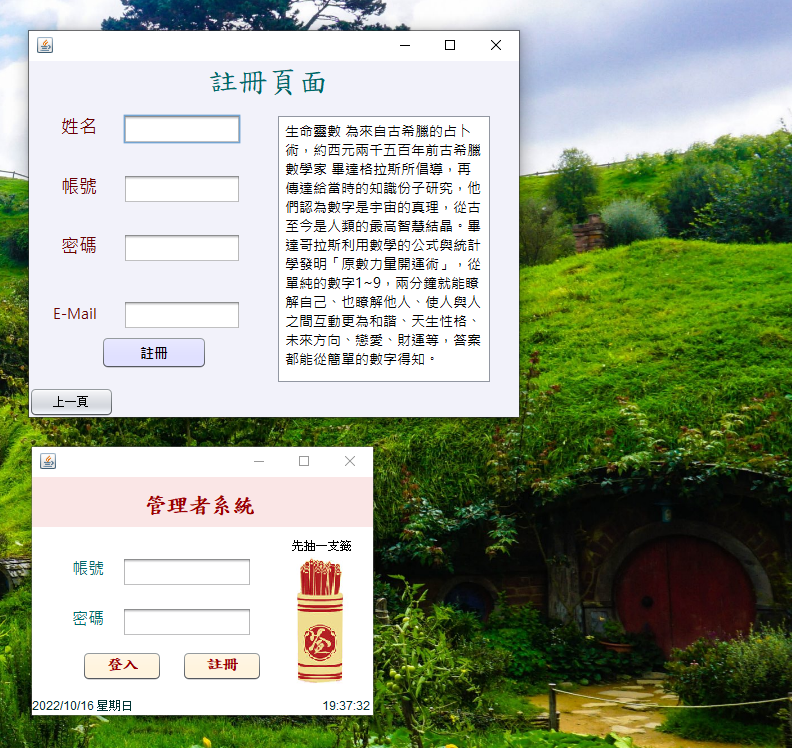 註冊頁面
姓名
帳號
密碼
E-Mail
註冊
上一頁
生命靈數 為來自古希臘的占卜
術，約西元兩千五百年前古希臘
數學家 畢達格拉斯所倡導，再
傳達給當時的知識份子研究，他
們認為數字是宇宙的真理，從古
至今是人類的最高智慧結晶。畢
達哥拉斯利用數學的公式與統計
學發明「原數力量開運術」，從
單純的數字1~9，兩分鐘就能瞭
解自己、也瞭解他人、使人與人
之間互動更為和諧、天生性格、
未來方向、戀愛、財運等，答案
都能從簡單的數字得知。
管理者系統
先抽一支籤
帳號
密碼
登入
註冊
2022/10/16 星期日
19:37:32